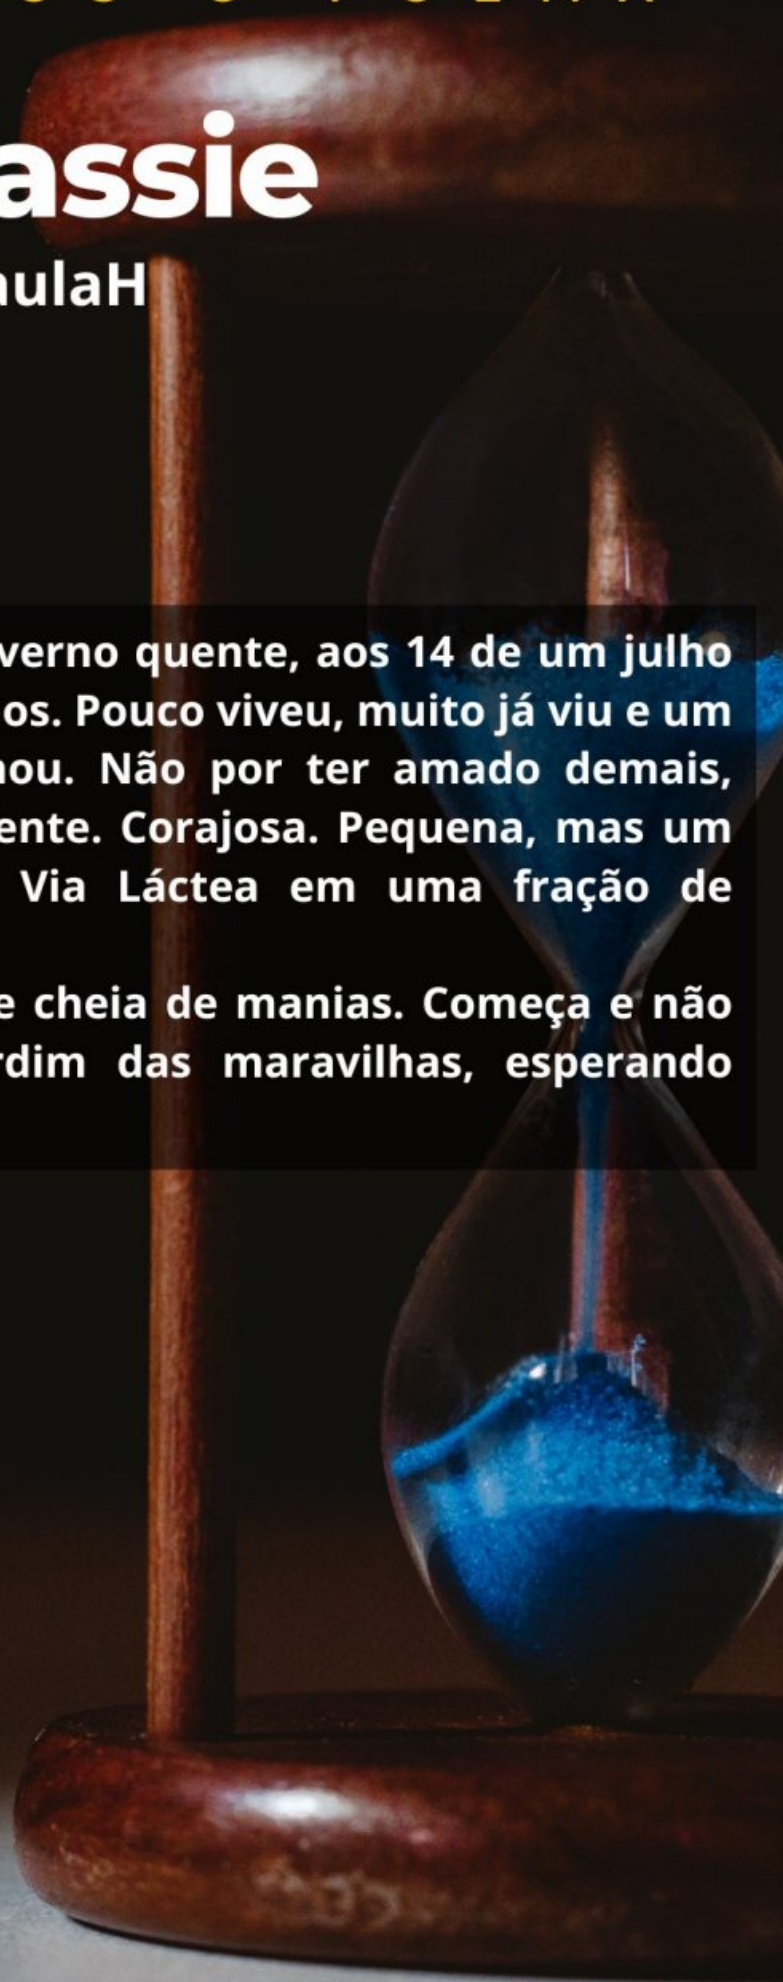 assie
aulaH
verno quente, aos 14 de um julho
os. Pouco viveu, muito já viu e um
nou. Não por ter amado demais,
ente. Corajosa. Pequena, mas um
Via Láctea em uma fração de
e cheia de manias. Começa e não
rdim das maravilhas, esperando